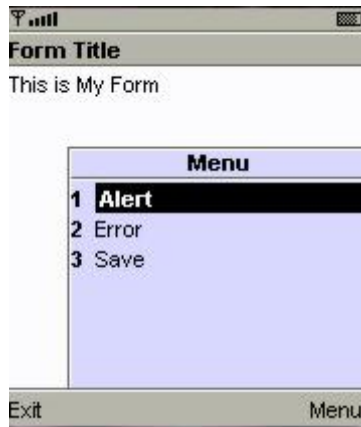 Form Title
This is My Form
Menu
1 Alert
2 Error
3 Save
Exit Menu